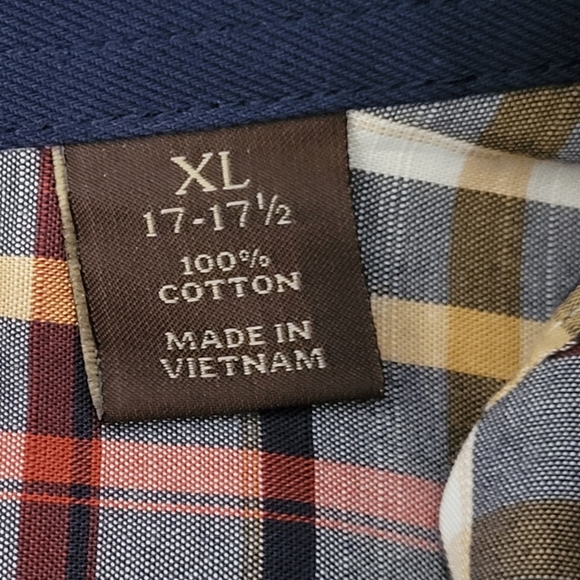 XL
17-17½
100%
COTTON
MADE IN
VIETNAM